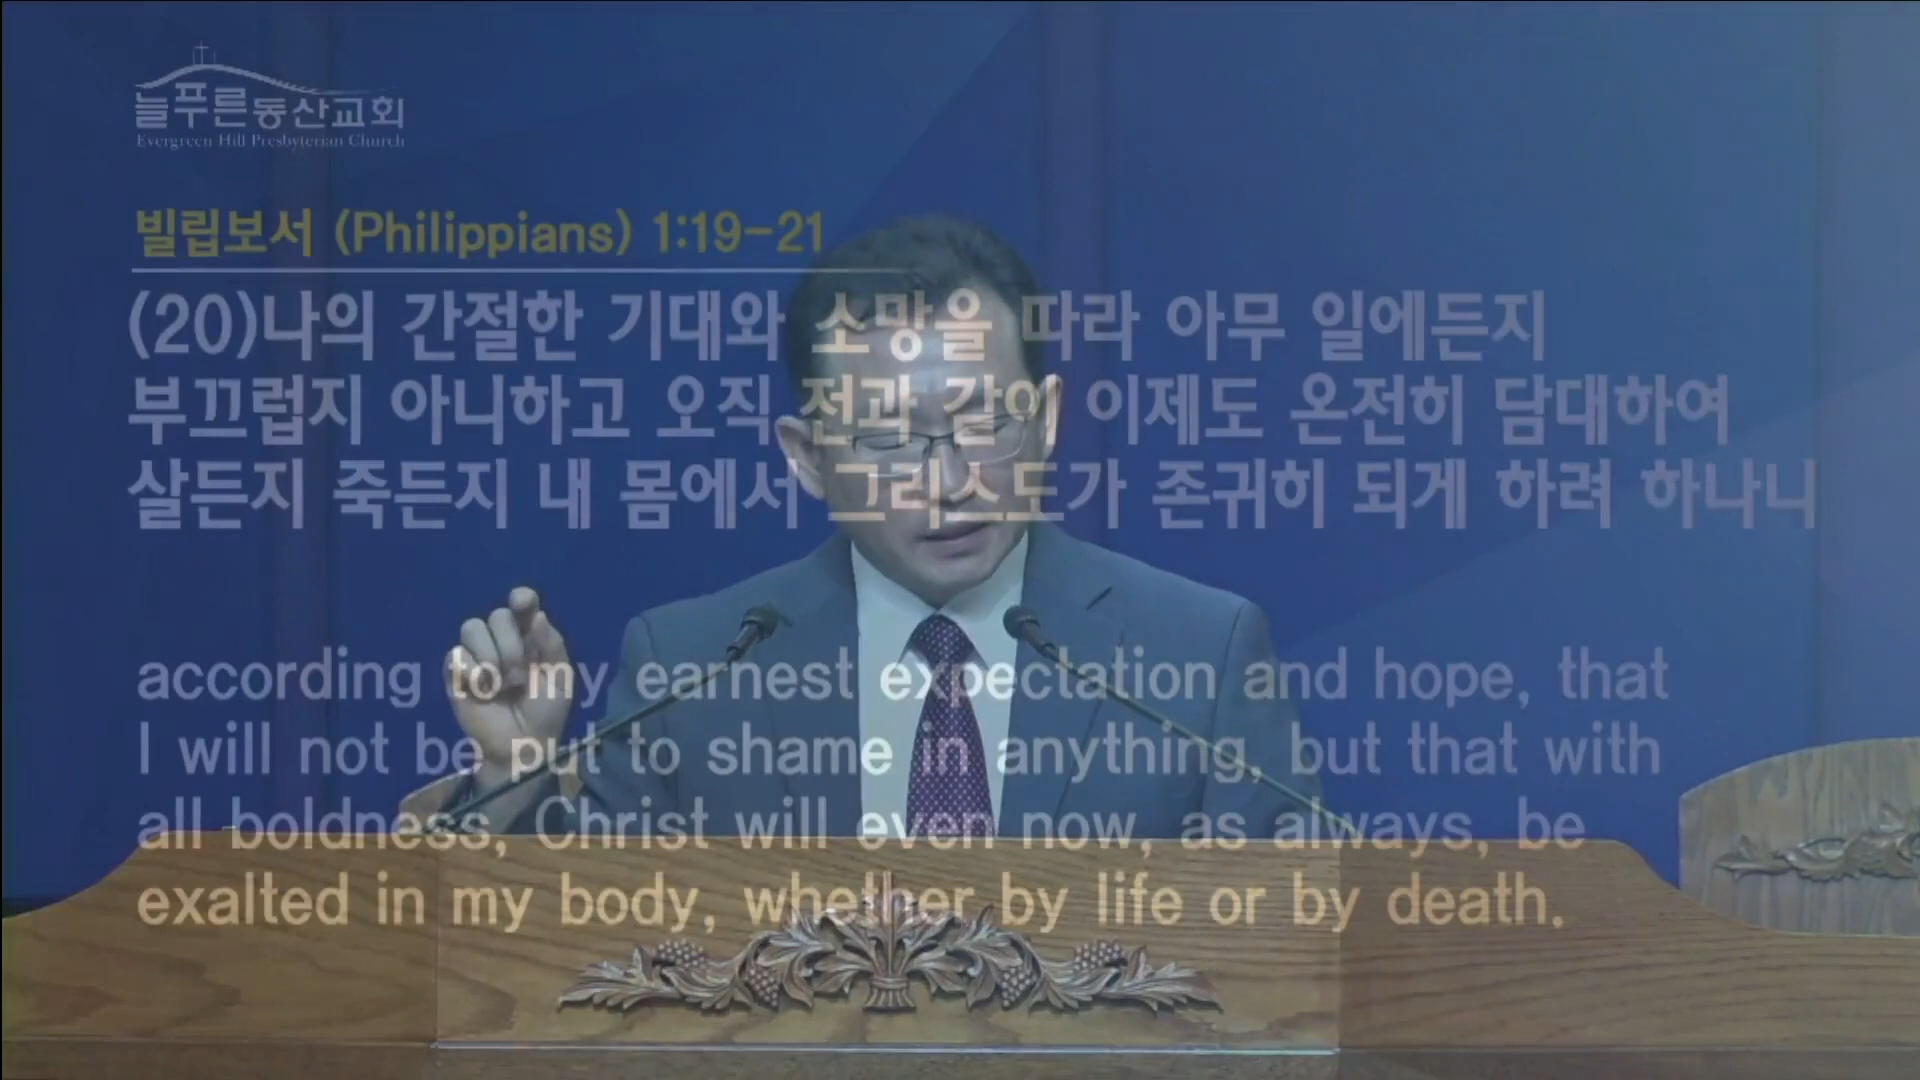 늘푸른동산교회
Evergreen Hill Presbyterian Church
빌립보서 (Philippians) 1:19-21
(20)나의 간절한 기대와 소망을 따라 아무 일에든지
부끄럽지 아니하고 오직 전과 같이 이제도 온전히 담대하여
살든지 죽든지 내 몸에서 그리스도가 존귀히 되게 하려 하나니
according to my earnest expectation and hope, that
I will not be put to shame in anything, but that with
all boldness, Christ will even now, as always, be
exalted in my body, whether by life or by death.